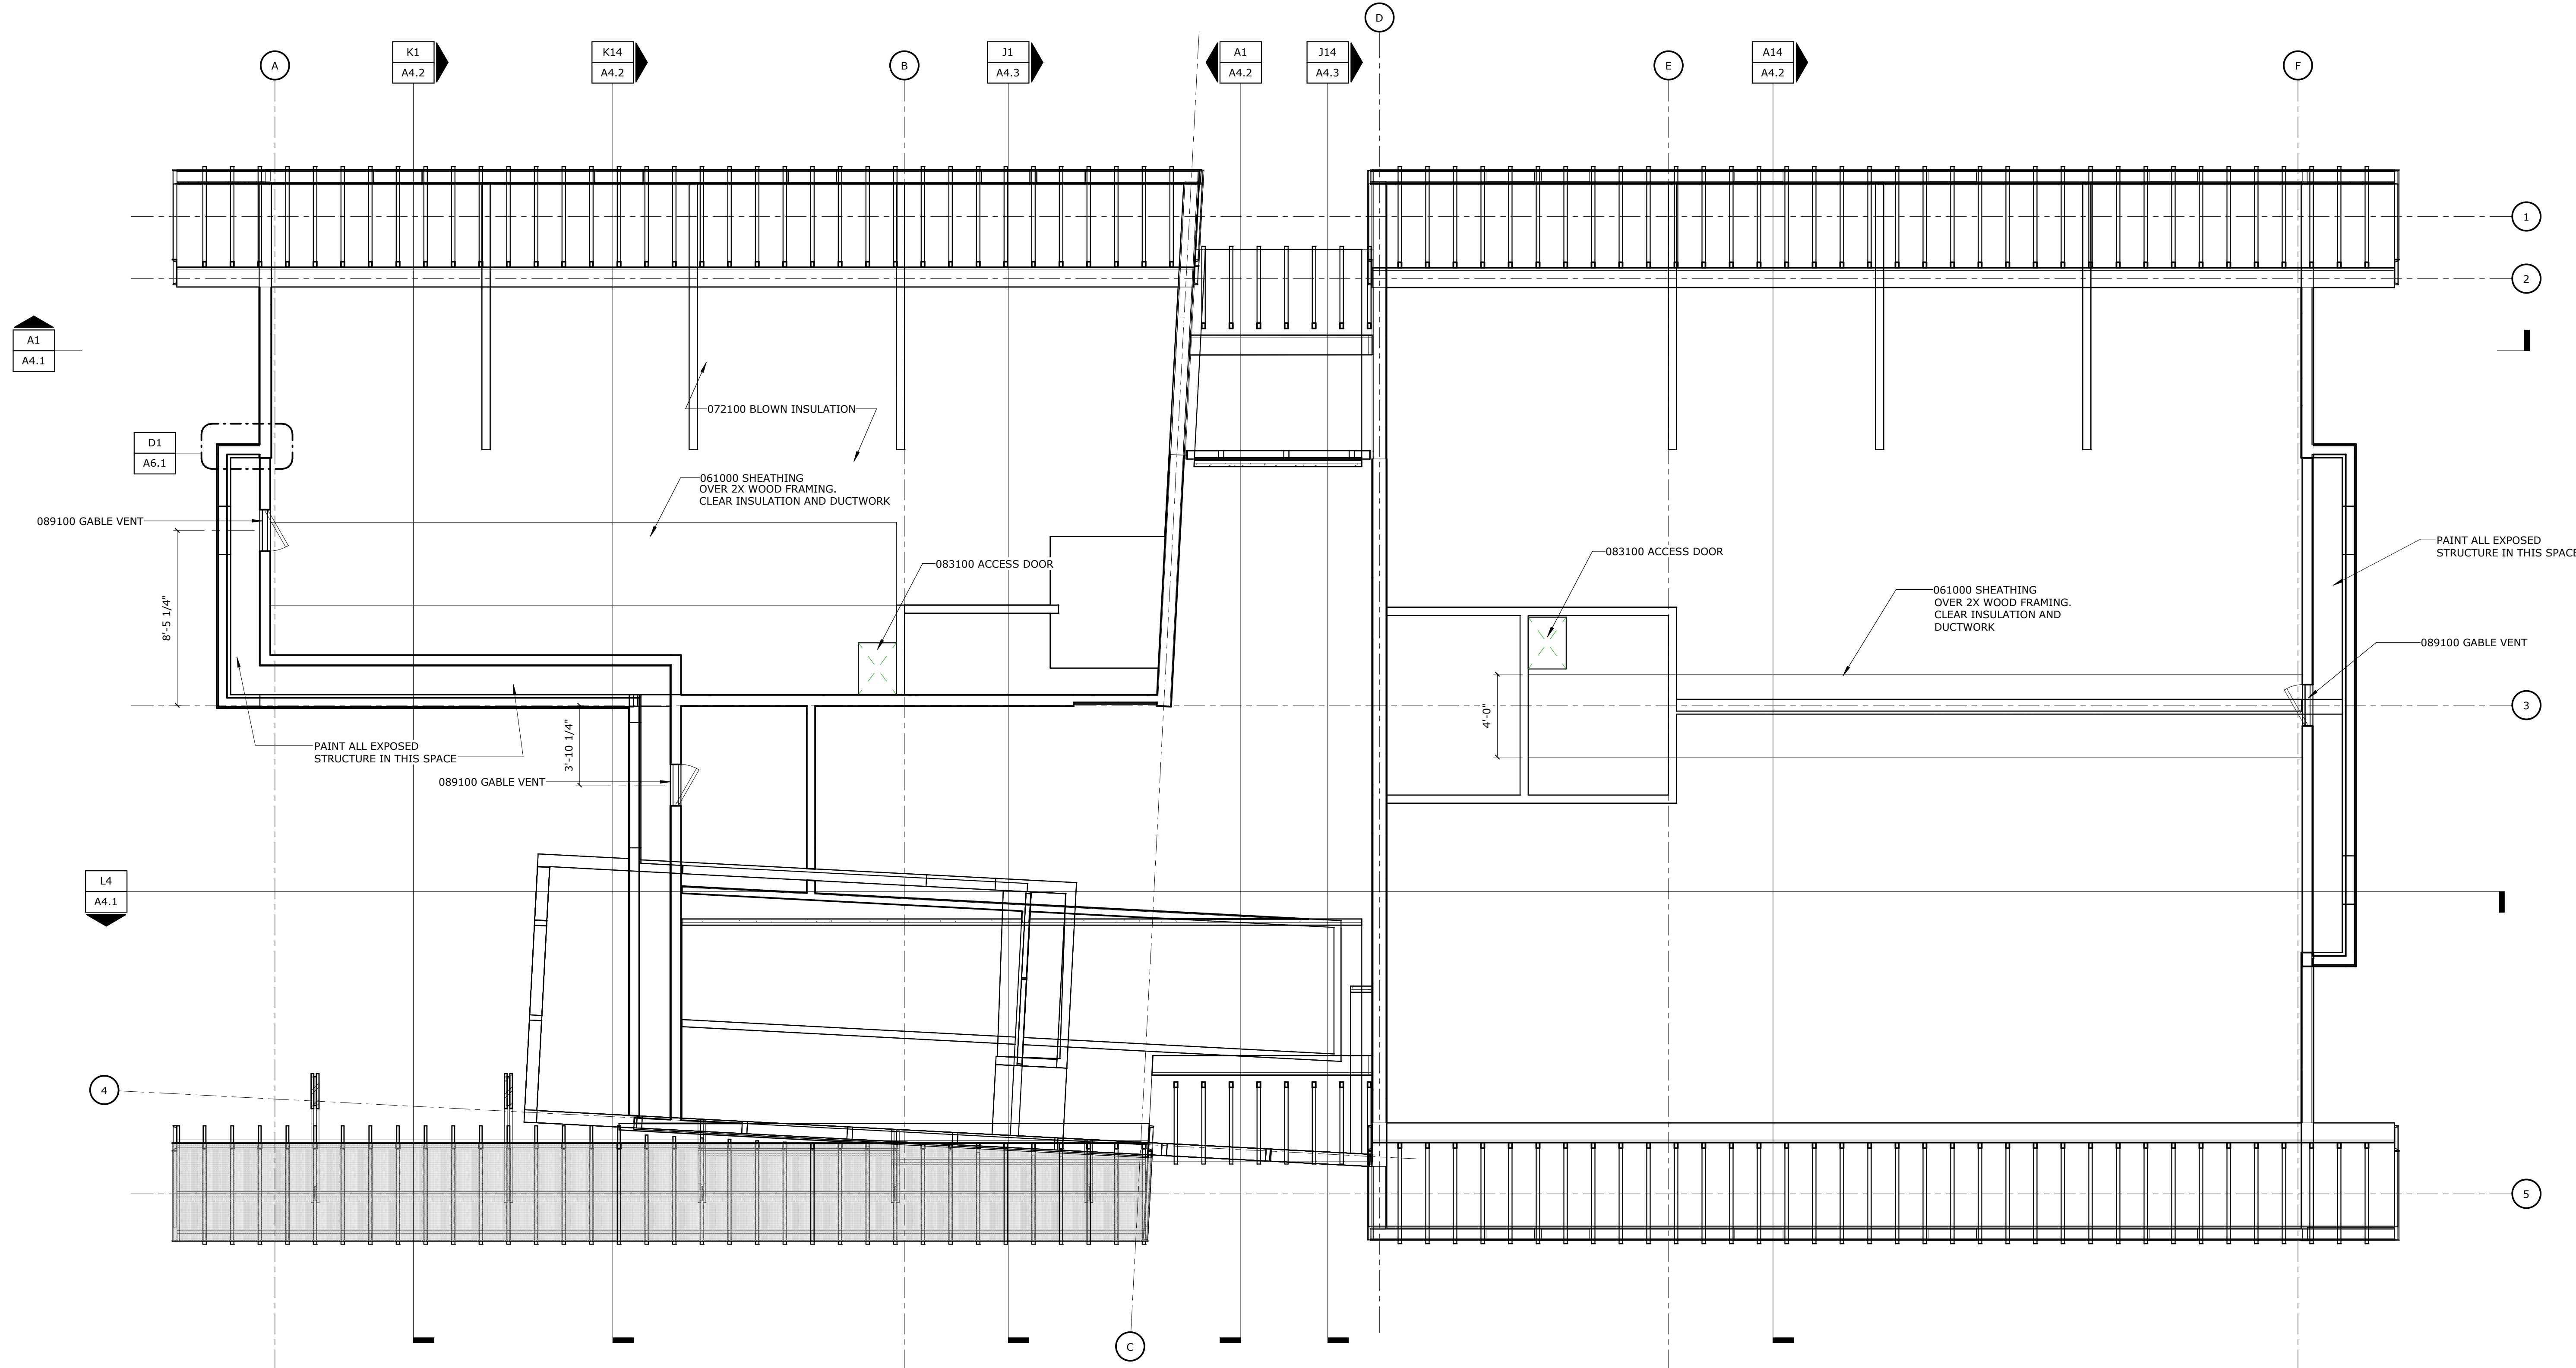 D
K1
A4.2
K14
A4.2
J1
A4.3
A1
A4.2
J14
A4.3
A14
A4.2
A
B
E
F
1
2
A1
A4.1
072100 BLOWN INSULATION
D1
A6.1
061000 SHEATHING
OVER 2X WOOD FRAMING.
CLEAR INSULATION AND DUCTWORK
089100 GABLE VENT
083100 ACCESS DOOR
083100 ACCESS DOOR
PAINT ALL EXPOSED
STRUCTURE IN THIS SPACE
061000 SHEATHING
OVER 2X WOOD FRAMING.
CLEAR INSULATION AND
DUCTWORK
8'-5 1/4"
089100 GABLE VENT
4'-0"
3
3'-10 1/4"
PAINT ALL EXPOSED
STRUCTURE IN THIS SPACE
089100 GABLE VENT
L4
A4.1
4
5
C